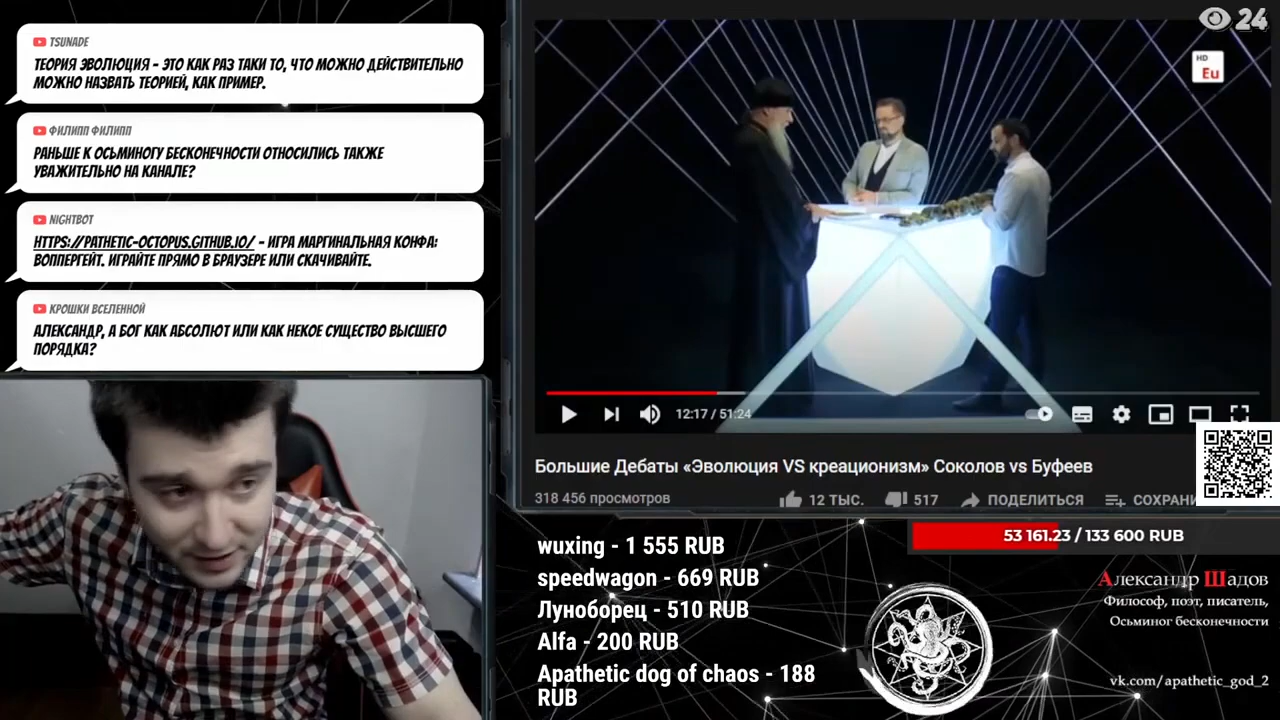 TSUNADE
ТЕОРИЯ ЭВОЛЮЦИЯ - ЭТО КАК РАЗ ТАКИ ТО, ЧТО МОЖНО ДЕЙСТВИТЕЛЬНО
МОЖНО НАЗВАТЬ ТЕОРИЕЙ, КАК ПРИМЕР.
ФИЛИПП ФИЛИПП
РАНЬШЕ К ОСЬМИНОГУ БЕСКОНЕЧНОСТИ ОТНОСИЛИСЬ ТАКЖЕ
УВАЖИТЕЛЬНО НА КАНАЛЕ?
NIGHTBOT
HTTPS://PATHETIC-OCTOPUS.GITHUB.IO/ - ИГРА МАРГИНАЛЬНАЯ КОНФА:
ВОППЕРГЕЙТ. ИГРАЙТЕ ПРЯМО В БРАУЗЕРЕ ИЛИ СКАЧИВАЙТЕ.
КРОШКИ ВСЕЛЕННОЙ
АЛЕКСАНДР, А БОГ КАК АБСОЛЮТ ИЛИ КАК НЕКОЕ СУЩЕСТВО ВЫСШЕГО
ПОРЯДКА?
24
HD
Eu
12:17 / 51:24
Большие Дебаты «Эволюция VS креационизм» Соколов vs Буфеев
318 456 просмотров
12 ТЫС.
517
ПОДЕЛИТЬСЯ
СОХРАНИ
53 161.23 / 133 600 RUB
wuxing - 1 555 RUB
speedwagon - 669 RUB
Луноборец - 510 RUB
Alfa - 200 RUB
Apathetic dog of chaos - 188
RUB
Александр Шадов
Философ, поэт, писатель,
Осьминог бесконечности
vk.com/apathetic_god_2